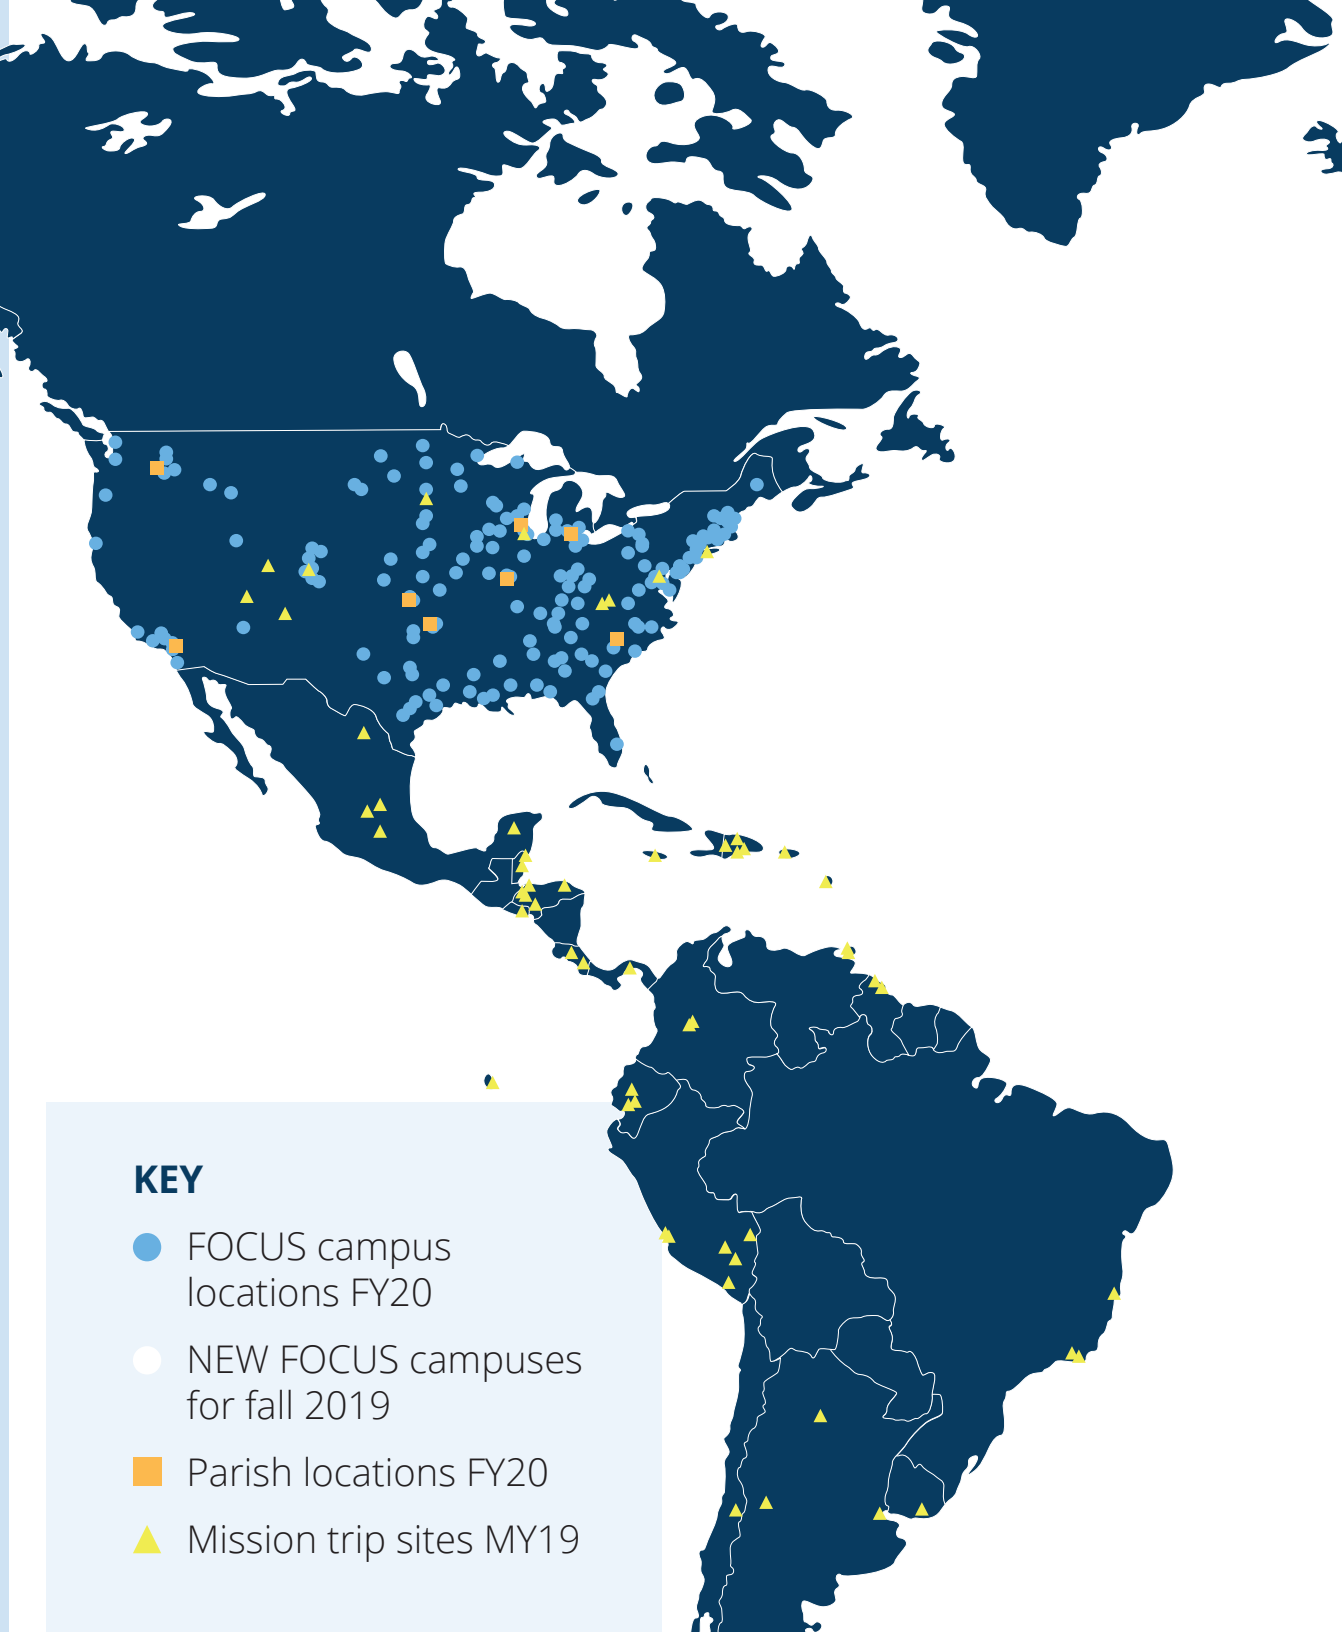 KEY
FOCUS campus
locations FY20
NEW FOCUS campuses
for fall 2019
Parish locations FY20
Mission trip sites MY19